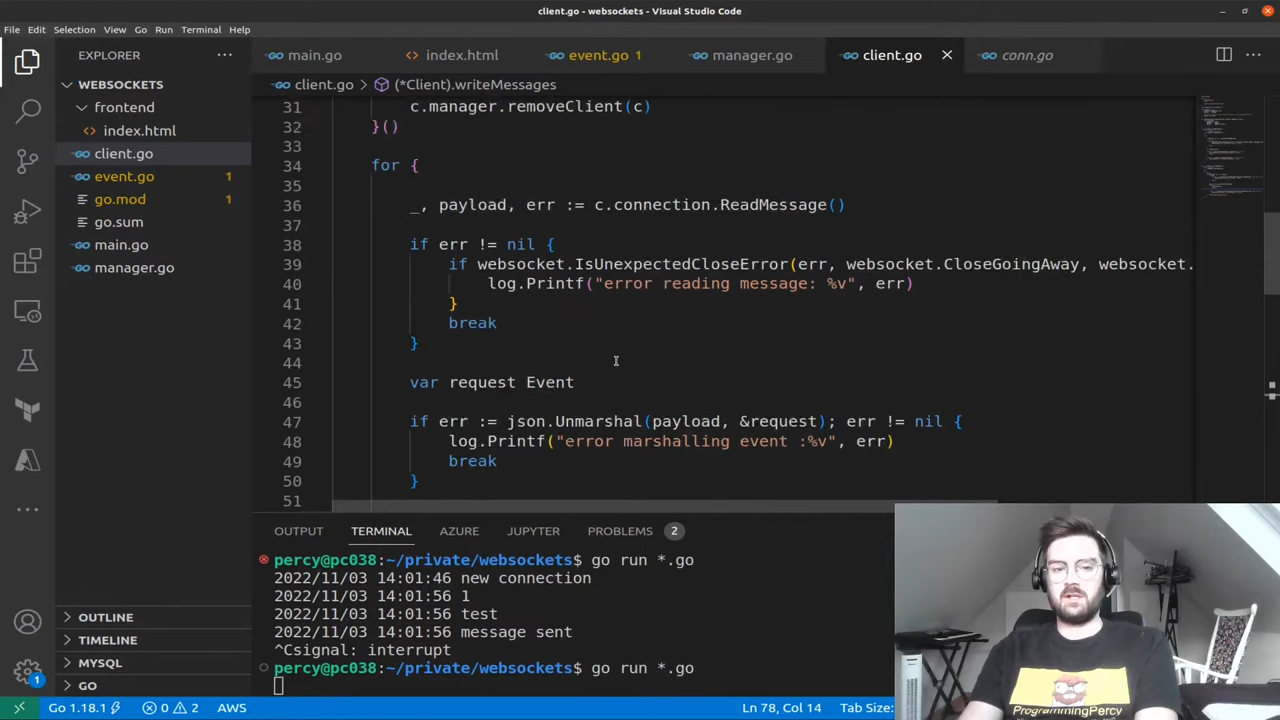 client.go - websockets - Visual Studio Code
File Edit Selection View Go Run Terminal Help
EXPLORER
WEBSOCKETS
frontend
index.html
client.go
event.go 1
go.mod 1
go.sum
main.go
manager.go
OUTLINE
TIMELINE
MYSQL
GO
main.go index.html event.go 1 manager.go client.go conn.go
client.go > (*Client).writeMessages
31 c.manager.removeClient(c)
32 }()
33
34 for {
35
36 _, payload, err := c.connection.ReadMessage()
37
38 if err != nil {
39 if websocket.IsUnexpectedCloseError(err, websocket.CloseGoingAway, websocket.
40 log.Printf("error reading message: %v", err)
41 }
42 break
43 }
44
45 var request Event
46
47 if err := json.Unmarshal(payload, &request); err != nil {
48 log.Printf("error marshalling event :%v", err)
49 break
50 }
51
OUTPUT TERMINAL AZURE JUPYTER PROBLEMS 2
percy@pc038:~/private/websockets$ go run *.go
2022/11/03 14:01:46 new connection
2022/11/03 14:01:56 1
2022/11/03 14:01:56 test
2022/11/03 14:01:56 message sent
^Csignal: interrupt
percy@pc038:~/private/websockets$ go run *.go
1
Go 1.18.1 0 2 AWS Ln 78, Col 14 Tab Size:
ProgrammingPercy